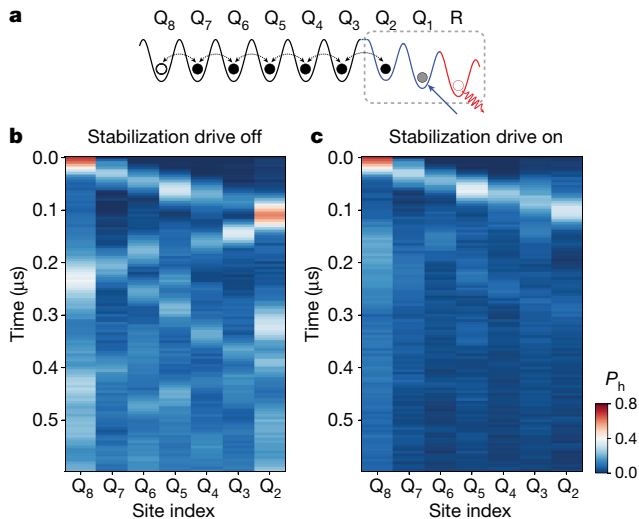 a
Q8 Q7 Q6 Q5 Q4 Q3 Q2 Q1 R
b Stabilization drive off
c Stabilization drive on
0.0
0.1
0.2
0.3
0.4
0.5
Time (μs)
Q8 Q7 Q6 Q5 Q4 Q3 Q2
Site index
0.0
0.1
0.2
0.3
0.4
0.5
Time (μs)
Q8 Q7 Q6 Q5 Q4 Q3 Q2
Site index
Ph
0.8
0.4
0.0